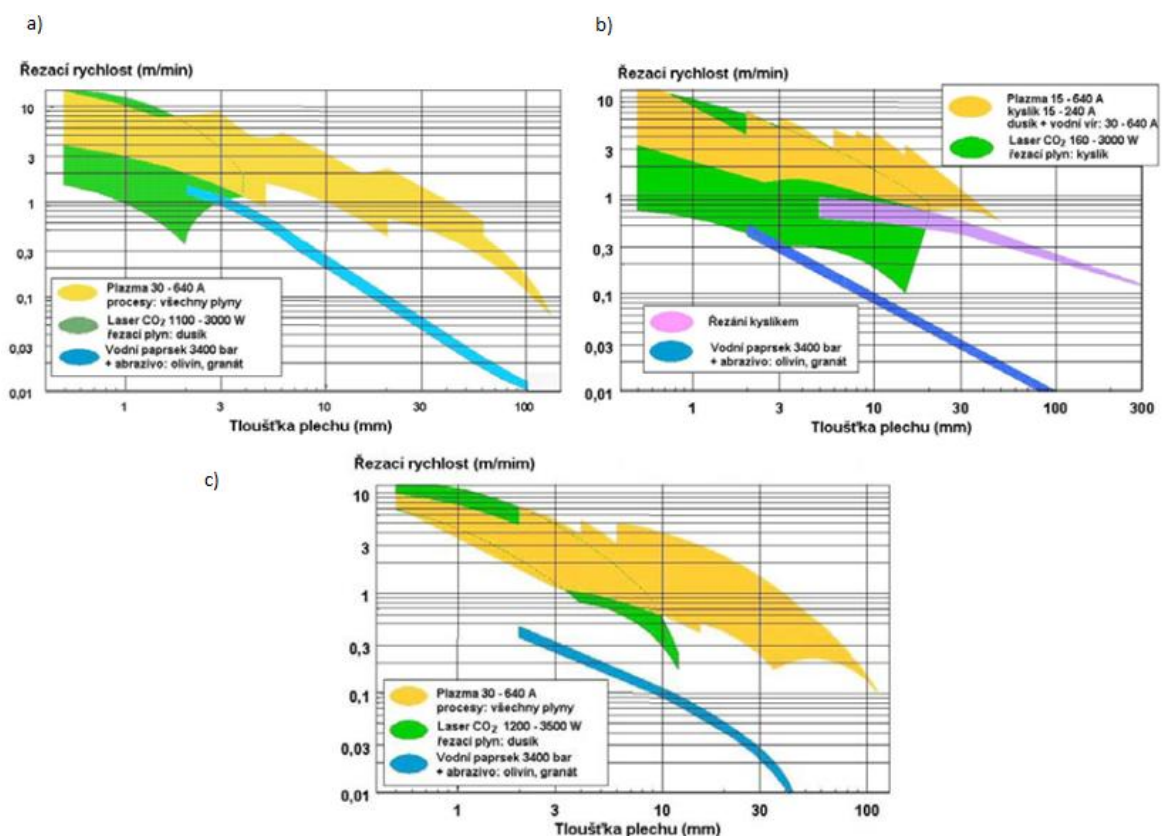 a)
Řezací rychlost (m/min)
10
3
1
0,3
0,1
0,03
0,01
Plazma 30 - 640 A
procesy: všechny plyny
Laser CO₂ 1100 - 3000 W
řezací plyn: dusík
Vodní paprsek 3400 bar
+ abrazivo: olivín, granát
1 3 10 30 100
Tloušťka plechu (mm)
b)
Řezací rychlost (m/min)
10
3
1
0,3
0,1
0,03
0,01
Plazma 15 - 640 A
kyslík 15 - 240 A
dusík + vodní vír: 30 - 640 A
Laser CO₂ 160 - 3000 W
řezací plyn: kyslík
Řezání kyslíkem
Vodní paprsek 3400 bar
+ abrazivo: olivín, granát
1 3 10 30 100 300
Tloušťka plechu (mm)
c)
Řezací rychlost (m/mim)
10
3
1
0,3
0,1
0,03
0,01
Plazma 30 - 640 A
procesy: všechny plyny
Laser CO₂ 1200 - 3500 W
řezací plyn: dusík
Vodní paprsek 3400 bar
+ abrazivo: olivín, granát
1 3 10 30 100
Tloušťka plechu (mm)